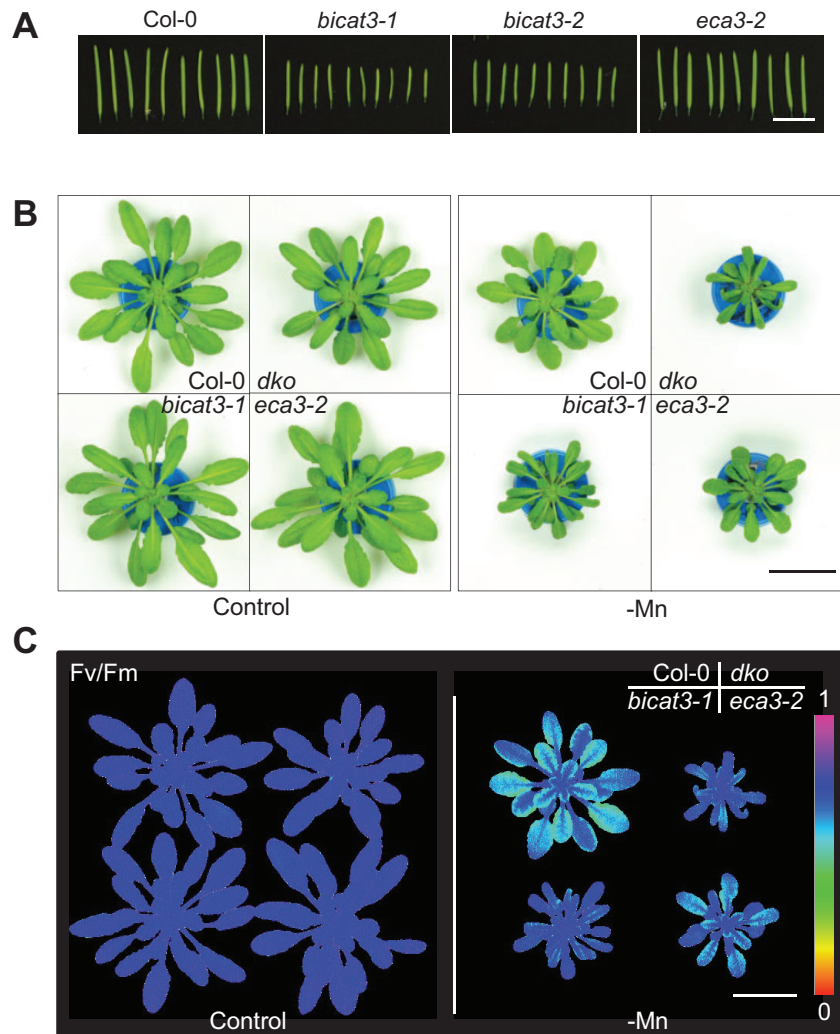 A
Col-0 bicat3-1 bicat3-2 eca3-2
B
Col-0 dko
bicat3-1 eca3-2
Col-0 dko
bicat3-1 eca3-2
Control
-Mn
C
Fv/Fm
Col-0 dko
bicat3-1 eca3-2
1
0
Control
-Mn